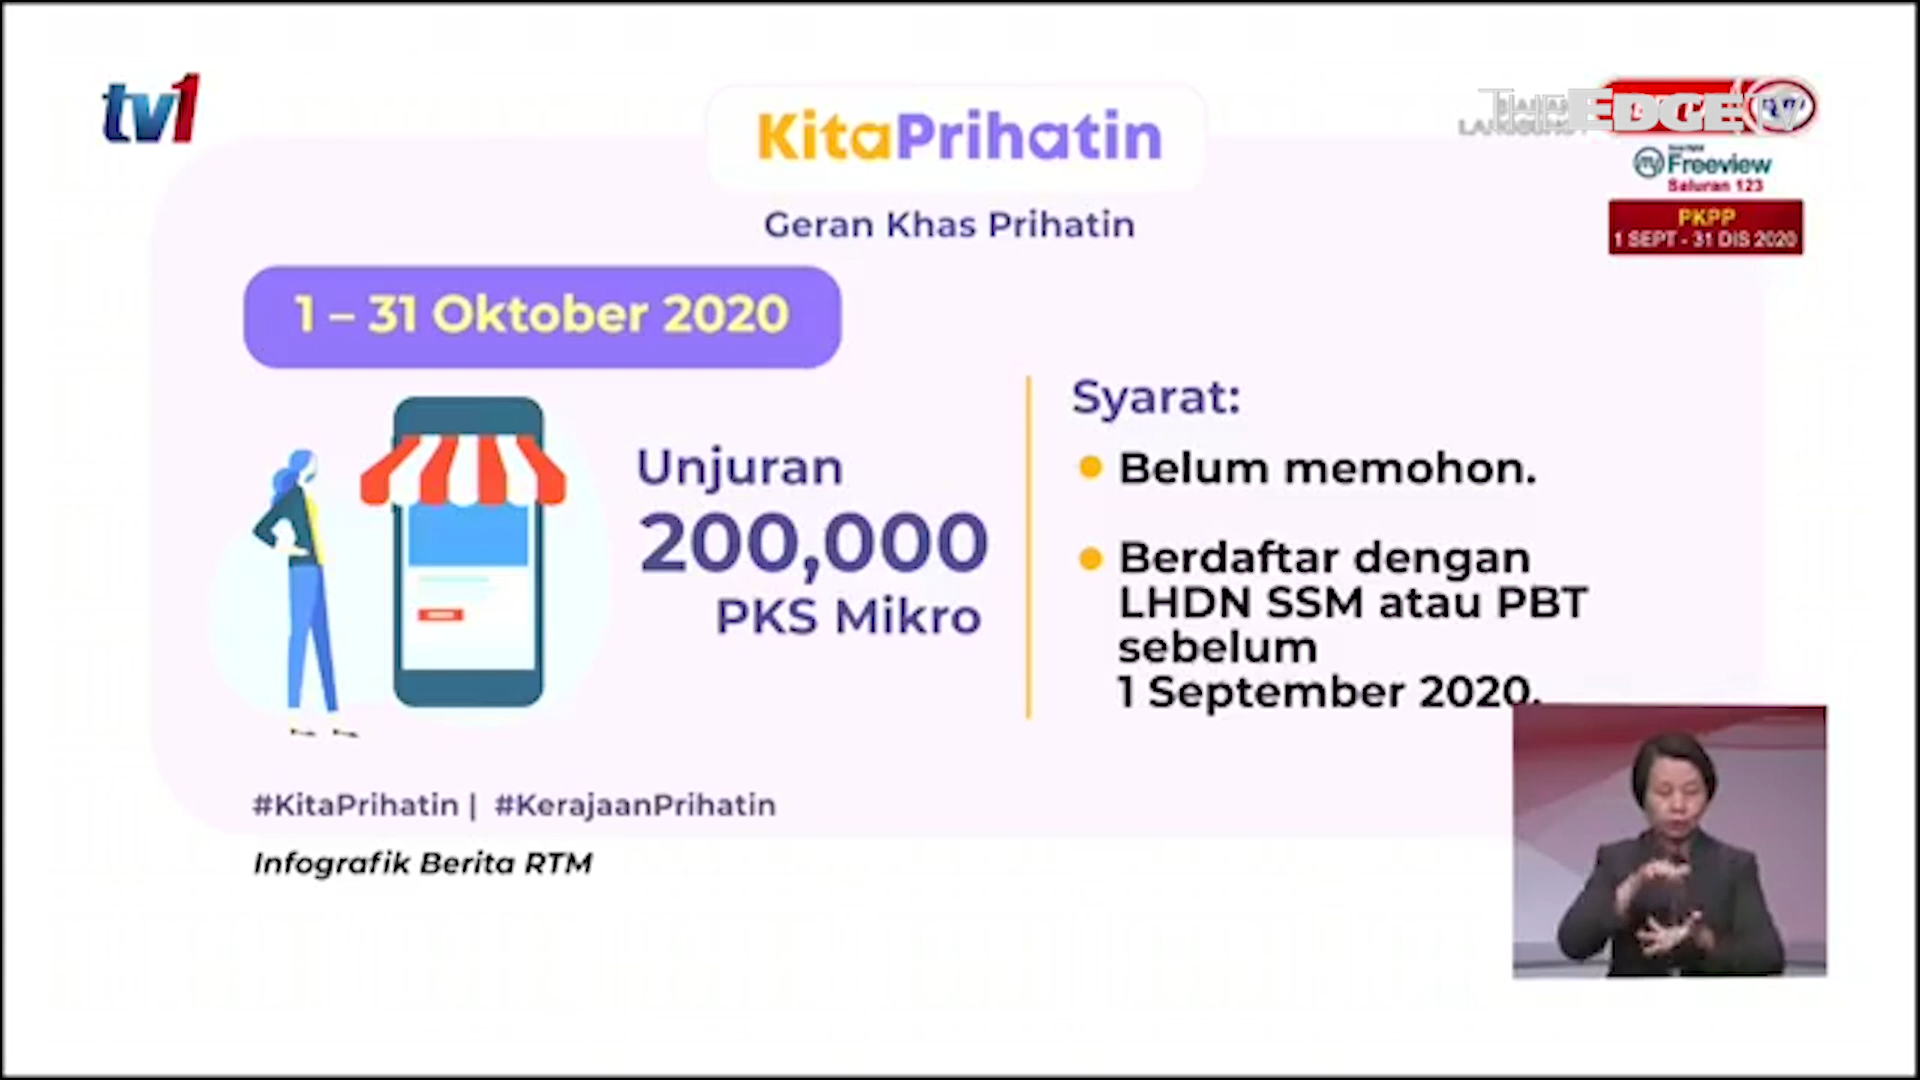 tv1
KitaPrihatin
EDGE
Freeview
Saluran 123
PKPP
1 SEPT - 31 DIS 2020
Geran Khas Prihatin
1 – 31 Oktober 2020
Unjuran
200,000
PKS Mikro
Syarat:
Belum memohon.
Berdaftar dengan
LHDN SSM atau PBT
sebelum
1 September 2020.
#KitaPrihatin | #KerajaanPrihatin
Infografik Berita RTM